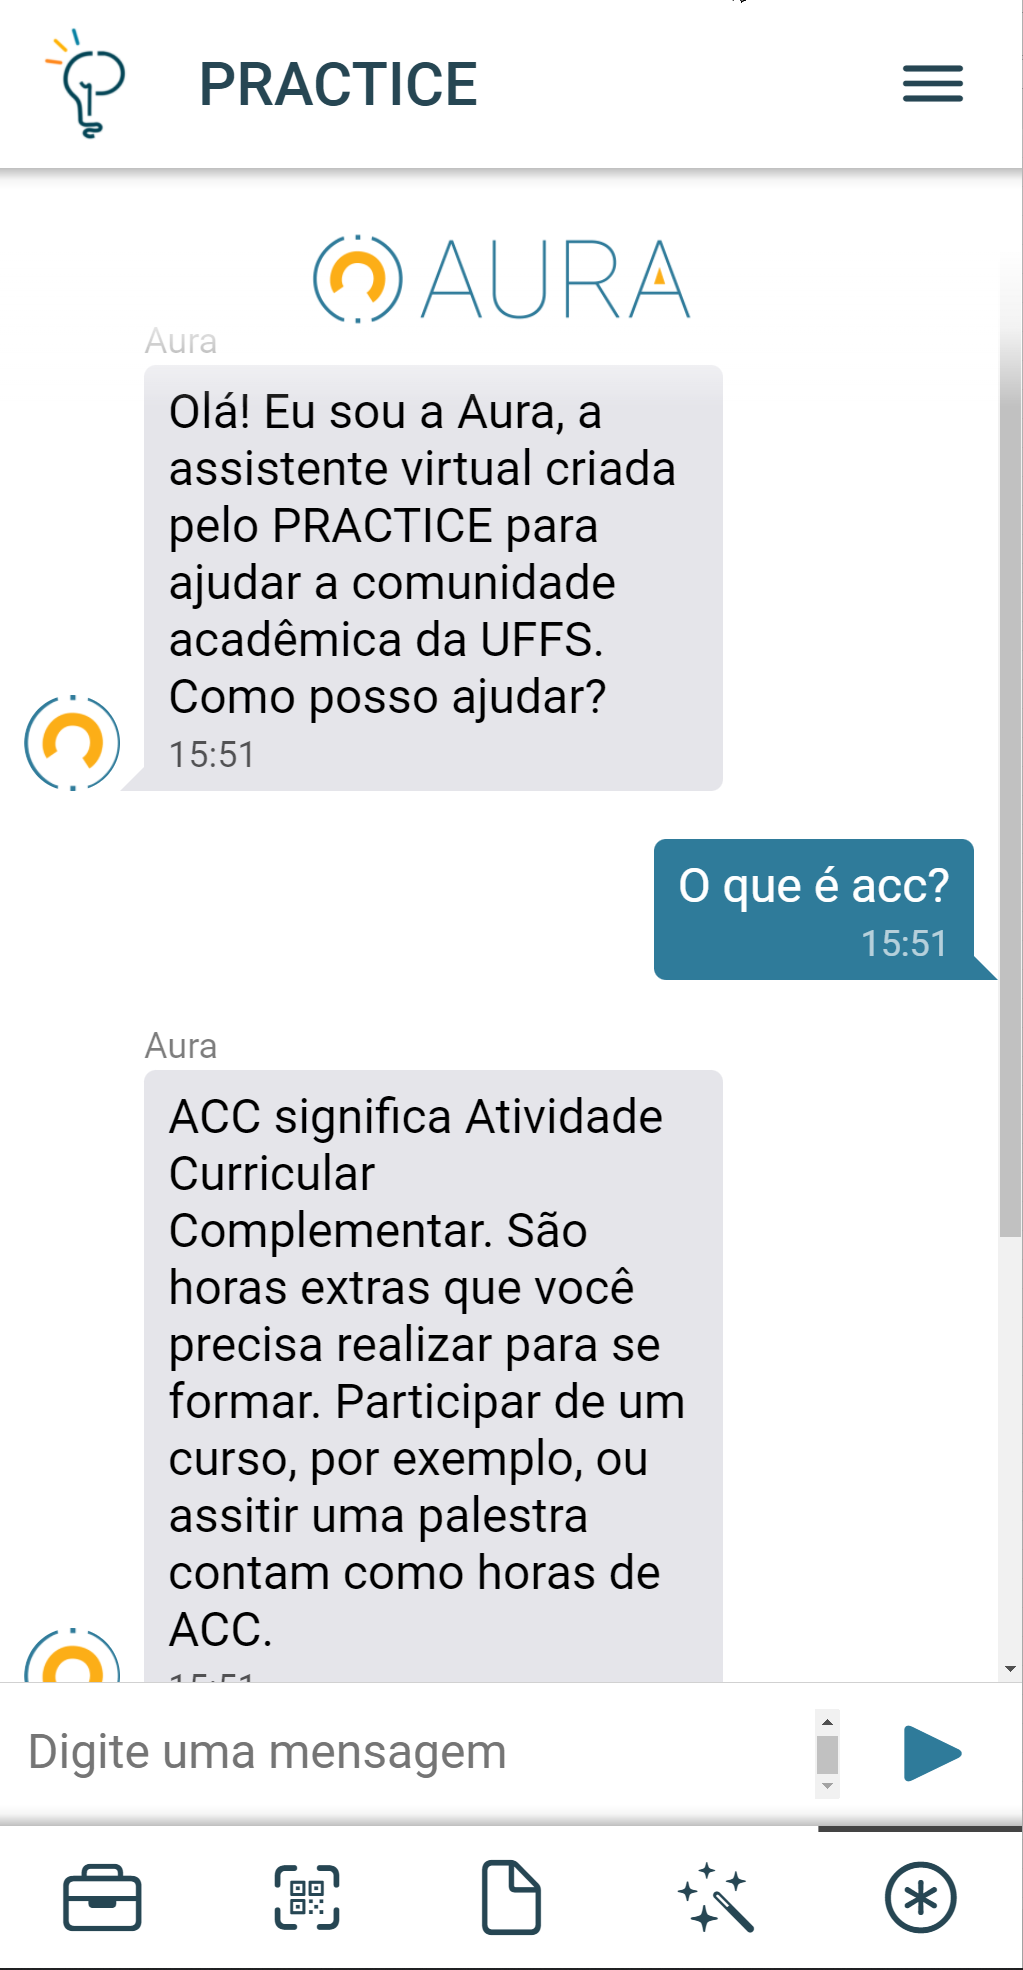 PRACTICE
AURA
Aura
Olá! Eu sou a Aura, a
assistente virtual criada
pelo PRACTICE para
ajudar a comunidade
acadêmica da UFFS.
Como posso ajudar?
15:51
O que é acc?
15:51
Aura
ACC significa Atividade
Curricular
Complementar. São
horas extras que você
precisa realizar para se
formar. Participar de um
curso, por exemplo, ou
assitir uma palestra
contam como horas de
ACC.
15:51
Digite uma mensagem